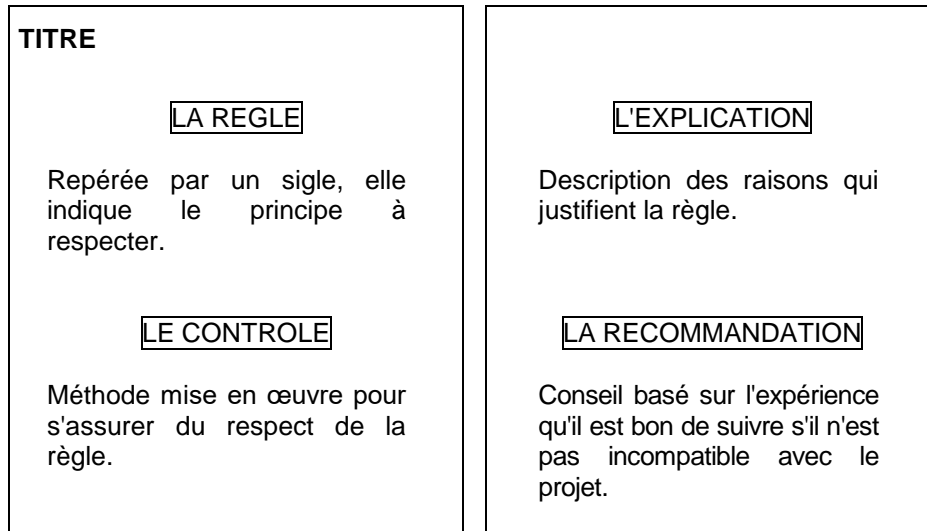 TITRE
LA REGLE
Repérée par un sigle, elle
indique le principe à
respecter.
LE CONTROLE
Méthode mise en œuvre pour
s'assurer du respect de la
règle.
L'EXPLICATION
Description des raisons qui
justifient la règle.
LA RECOMMANDATION
Conseil basé sur l'expérience
qu'il est bon de suivre s'il n'est
pas incompatible avec le
projet.